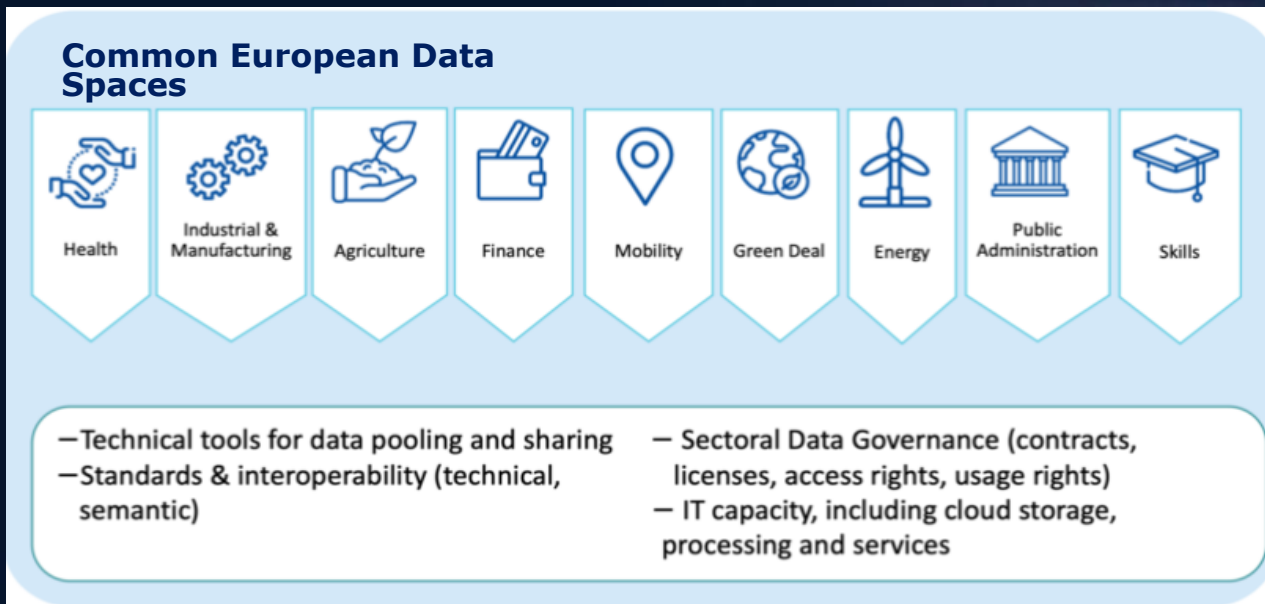 Common European Data
Spaces
Health
Industrial &
Manufacturing
Agriculture
Finance
Mobility
Green Deal
Energy
Public
Administration
Skills
—Technical tools for data pooling and sharing
—Standards & interoperability (technical,
semantic)
— Sectoral Data Governance (contracts,
licenses, access rights, usage rights)
— IT capacity, including cloud storage,
processing and services